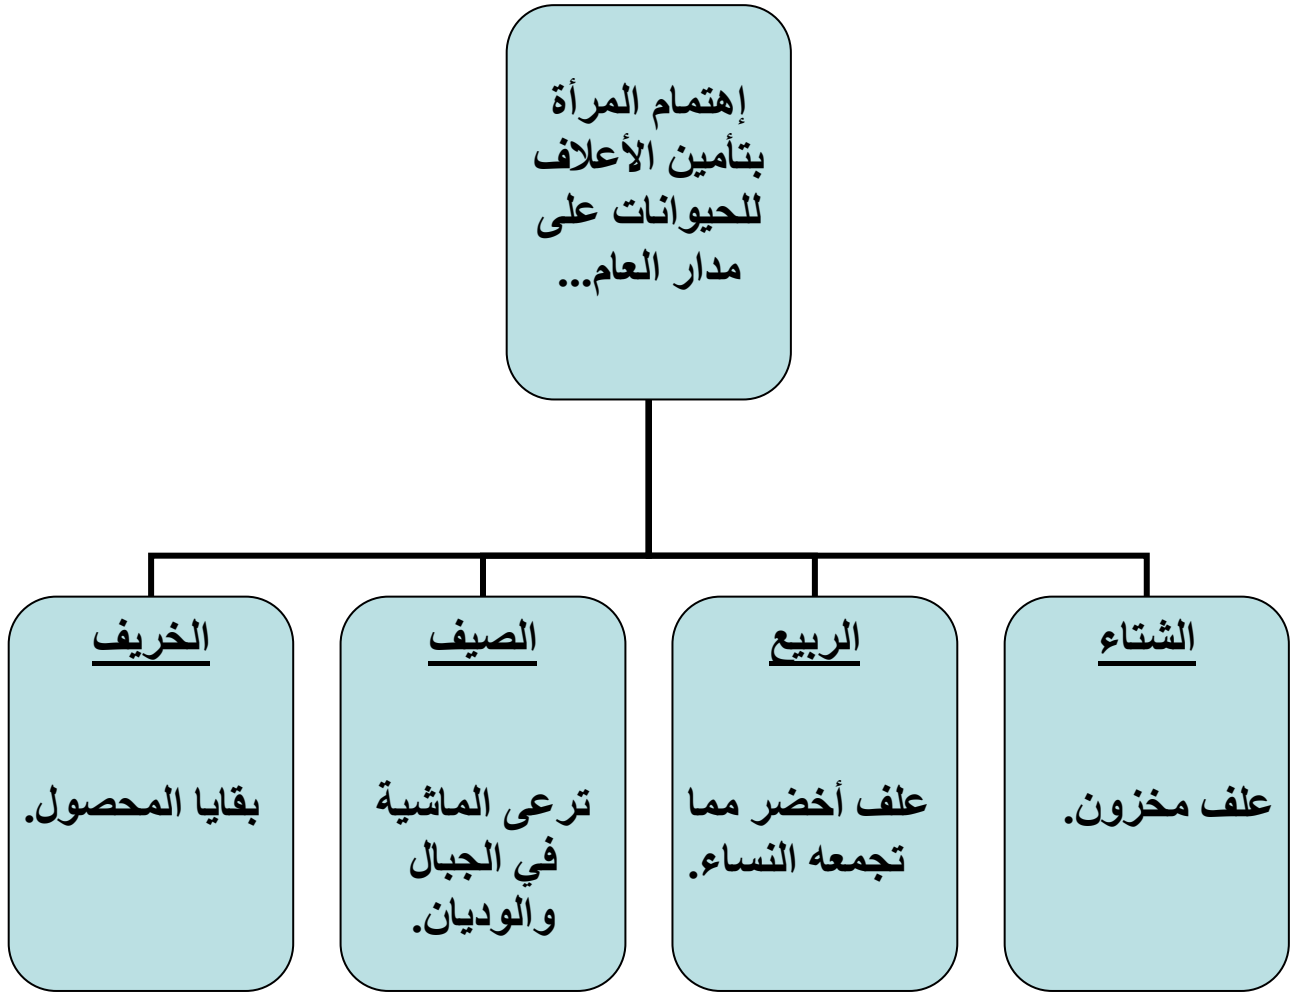 إهتمام المرأة
بتأمين الأعلاف
للحيوانات على
مدار العام...
الشتاء
علف مخزون.
الربيع
علف أخضر مما
تجمعه النساء.
الصيف
ترعى الماشية
في الجبال
والوديان.
الخريف
بقايا المحصول.